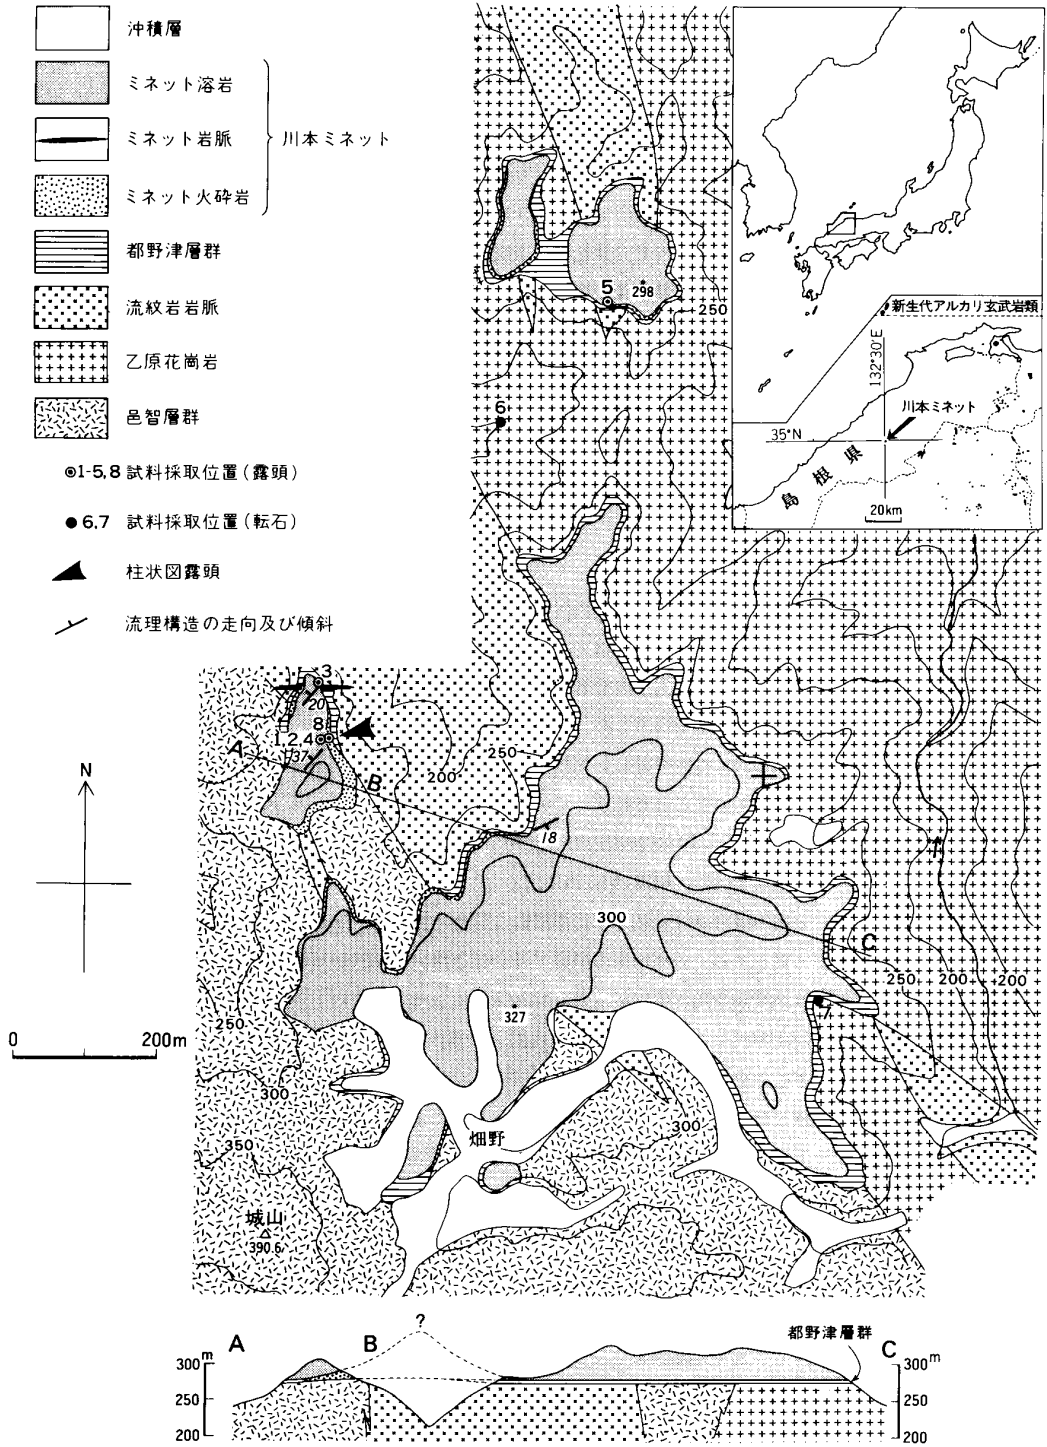 沖積層
ミネット溶岩
ミネット岩脈
川本ミネット
ミネット火砕岩
都野津層群
流紋岩岩脈
乙原花崗岩
邑智層群
1-5,8 試料採取位置(露頭)
6,7 試料採取位置(転石)
柱状図露頭
流理構造の走向及び傾斜
新生代アルカリ玄武岩類
132°30′E
川本ミネット
35°N
島根県
20km
5
298
250
6
3
20
8
1,2,4
37
A
B
250
200
18
300
C
250
200
200
7
327
250
300
350
畑野
300
城山
390.6
N
0
200m
?
都野津層群
A
B
C
300 m
250
200
300 m
250
200